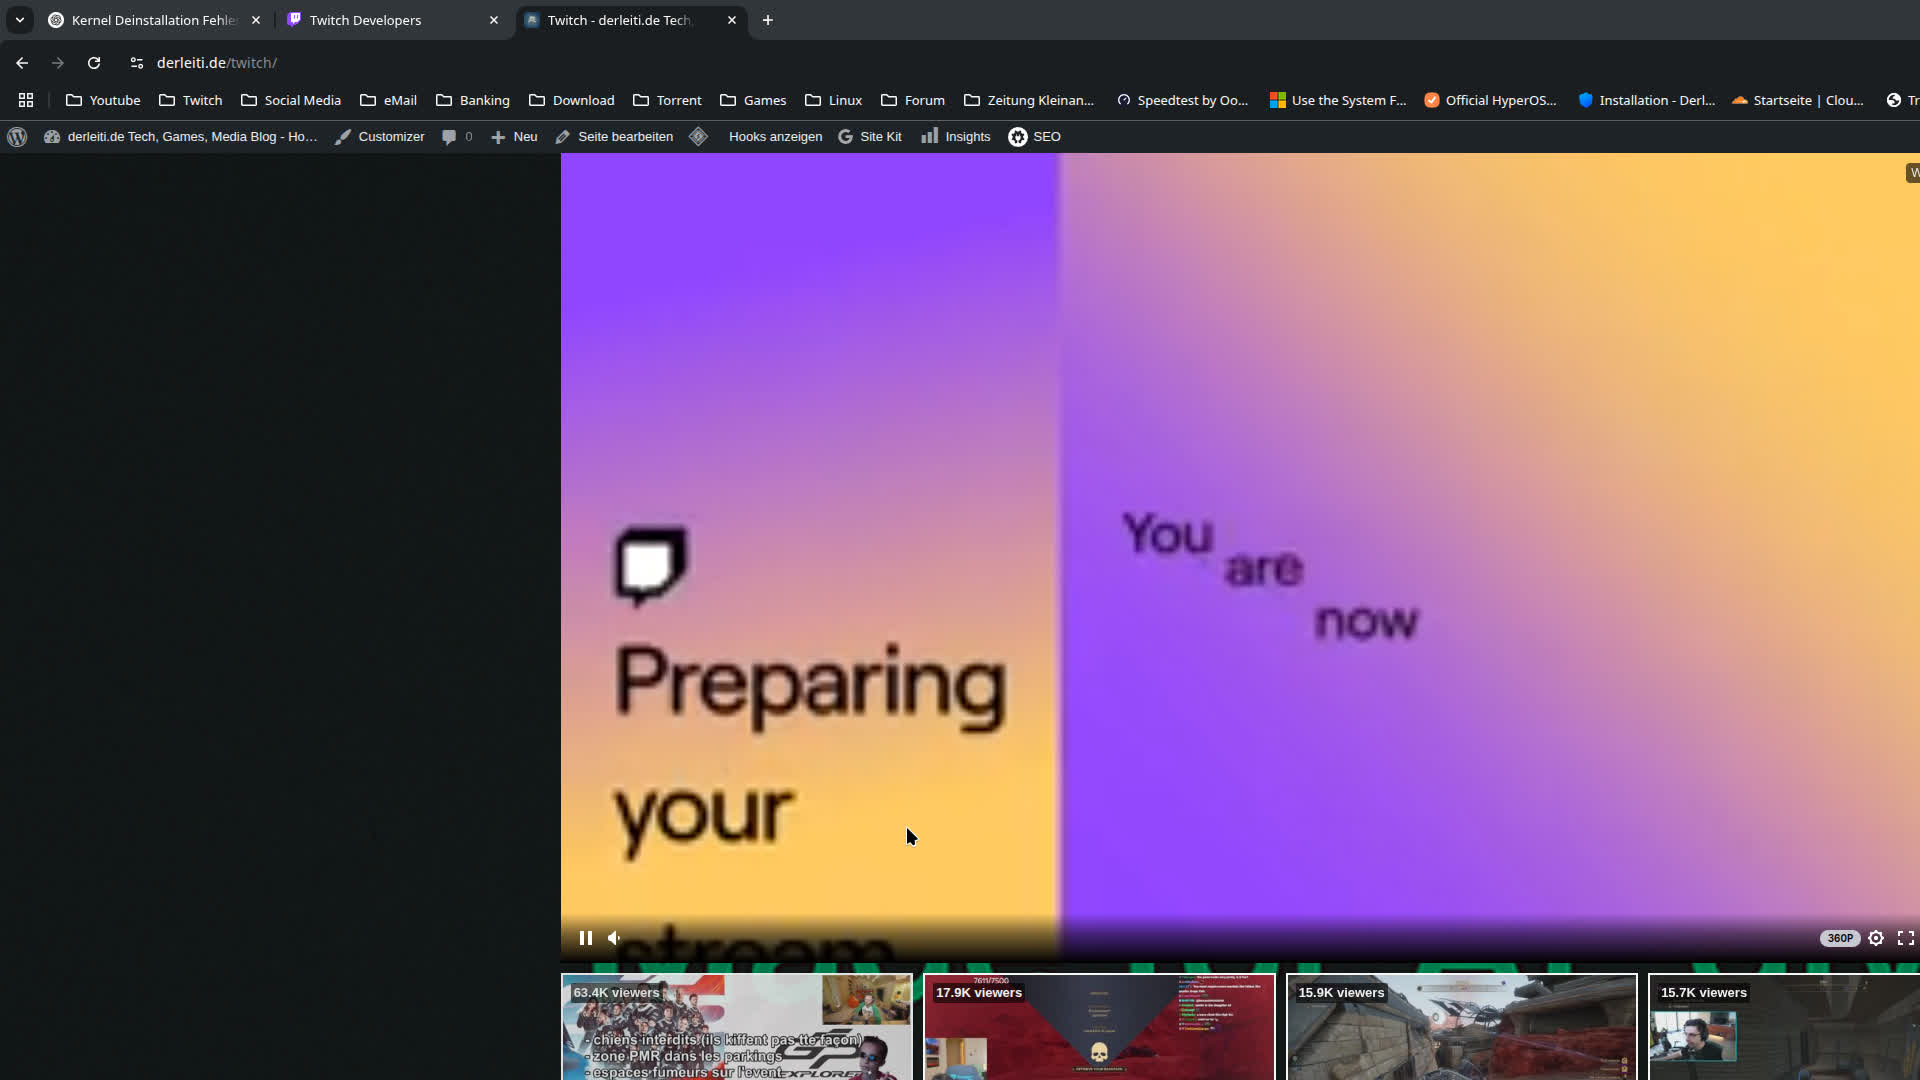 Kernel Deinstallation Fehle
Twitch Developers
Twitch - derleiti.de Tech,
derleiti.de/twitch/
Youtube
Twitch
Social Media
eMail
Banking
Download
Torrent
Games
Linux
Forum
Zeitung Kleinan...
Speedtest by Oo...
Use the System F...
Official HyperOS...
Installation - Derl...
Startseite | Clou...
Tr
derleiti.de Tech, Games, Media Blog - Ho...
Customizer
0
Neu
Seite bearbeiten
Hooks anzeigen
Site Kit
Insights
SEO
W
You
are
now
Preparing
your
stream
360P
63.4K viewers
- chiens interdits (ils kiffent pas tte façon)
- zone PMR dans les parkings
- espaces fumeurs sur l'event
GP
EXPLORE
17.9K viewers
7611/7500
15.9K viewers
15.7K viewers